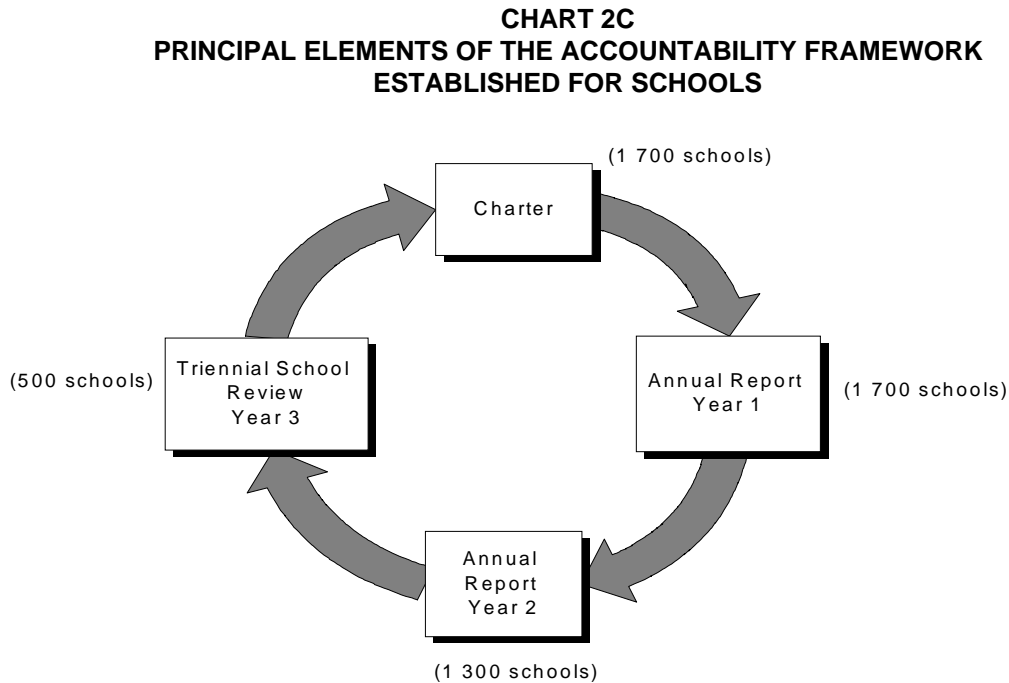 CHART 2C
PRINCIPAL ELEMENTS OF THE ACCOUNTABILITY FRAMEWORK
ESTABLISHED FOR SCHOOLS
(1 700 schools)
Charter
(500 schools)
Triennial School
Review
Year 3
Annual Report
Year 1
(1 700 schools)
Annual
Report
Year 2
(1 300 schools)